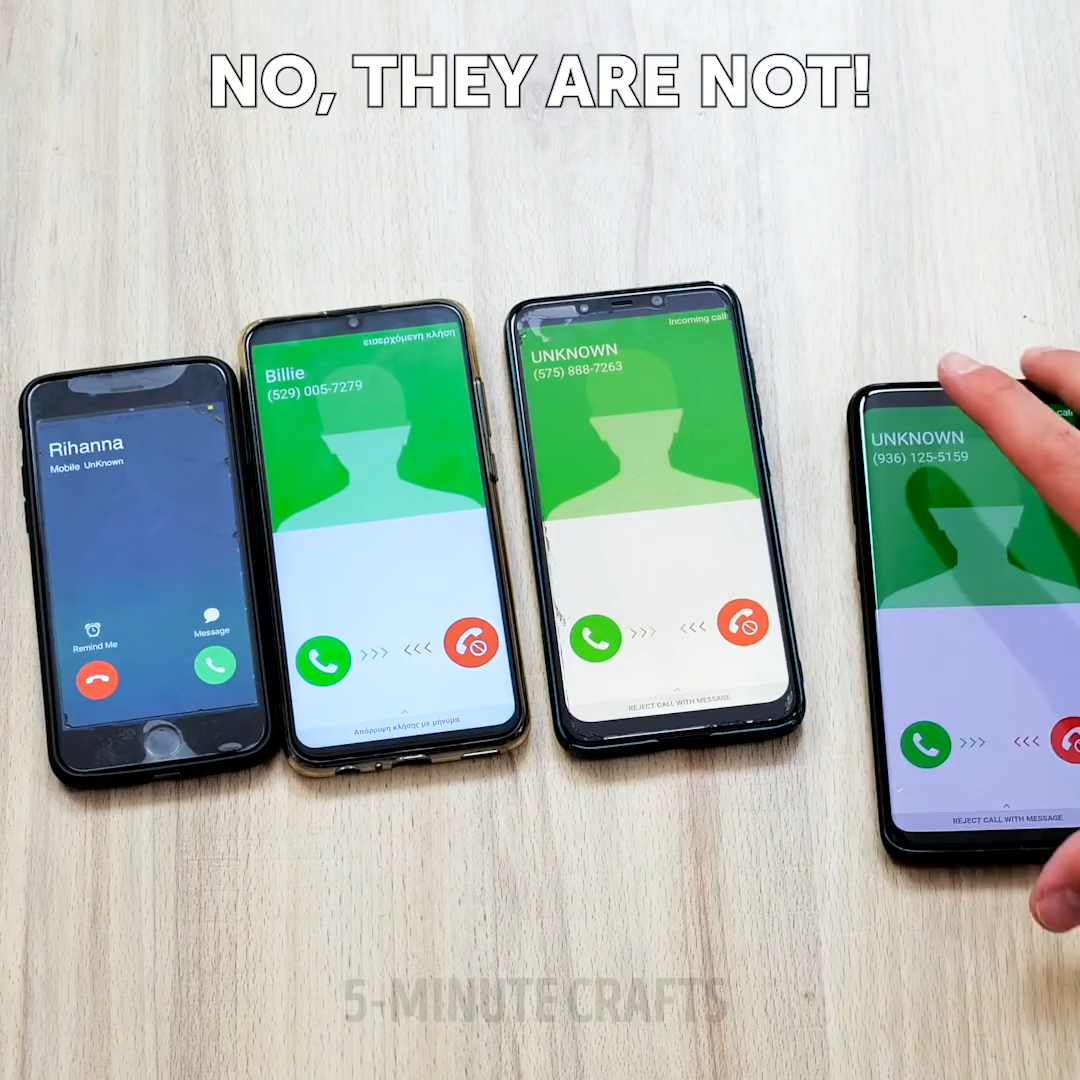 NO, THEY ARE NOT!
Rihanna
Mobile UnKnown
Remind Me
Message
εισερχόμενη κλήση
Billie
(529) 005-7279
Απόρριψη κλήσης με μήνυμα
Incoming call
UNKNOWN
(575) 888-7263
REJECT CALL WITH MESSAGE
call
UNKNOWN
(936) 125-5159
REJECT CALL WITH MESSAGE
5-MINUTE CRAFTS